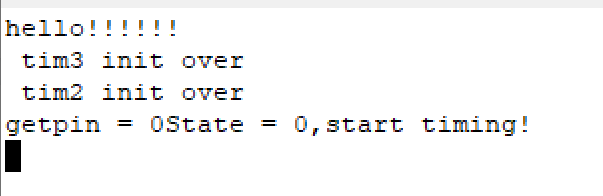 hello!!!!!!
tim3 init over
tim2 init over
getpin = 0State = 0,start timing!